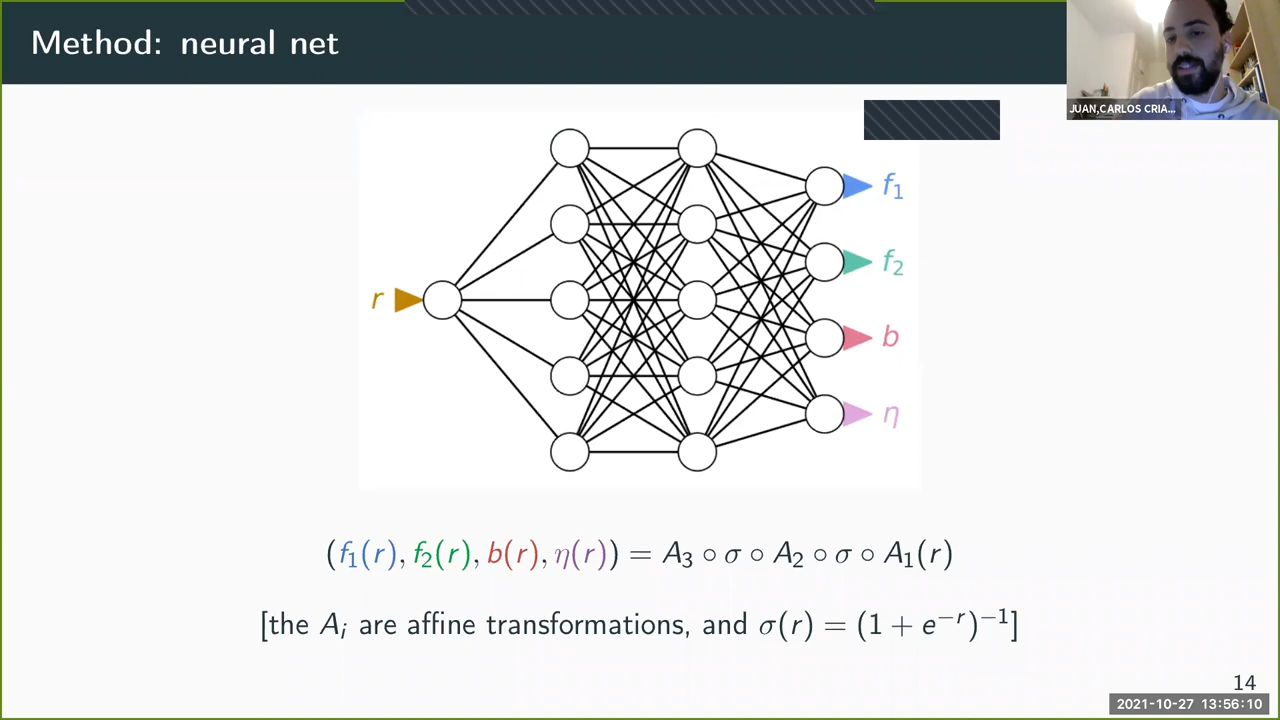 Method: neural net
JUAN,CARLOS CRIA...
f₁
r
f₂
b
η
(f₁(r), f₂(r), b(r), η(r)) = A₃ ∘ σ ∘ A₂ ∘ σ ∘ A₁(r)
[the Aᵢ are affine transformations, and σ(r) = (1 + e⁻ʳ)⁻¹]
14
2021-10-27 13:56:10